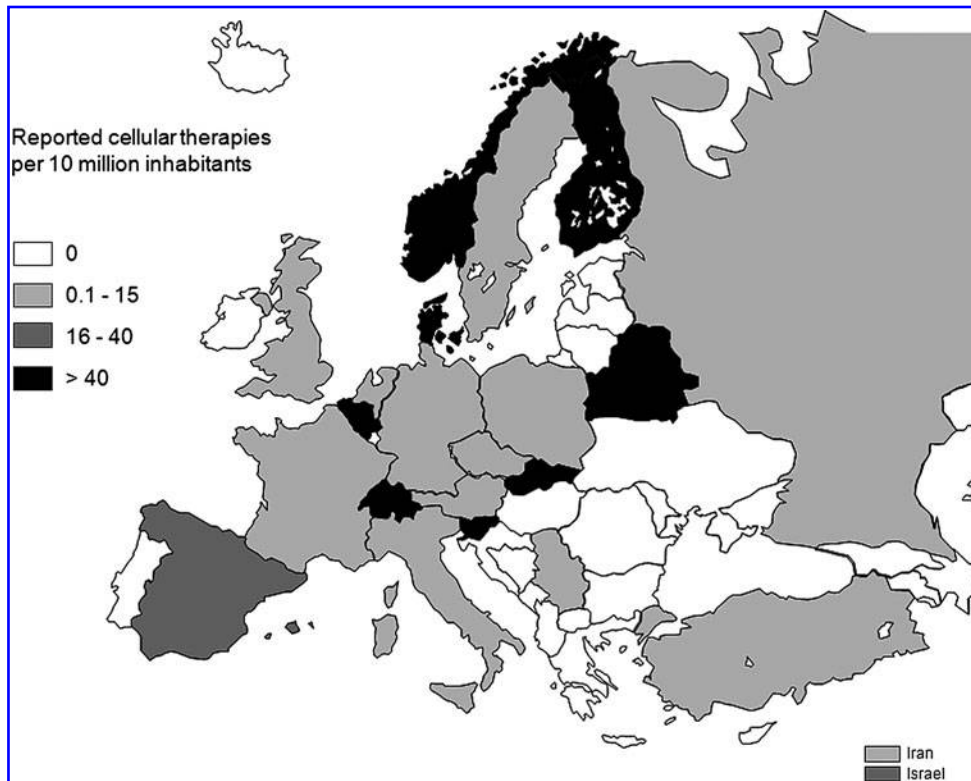 Reported cellular therapies
per 10 million inhabitants
0
0.1 - 15
16 - 40
> 40
Iran
Israel